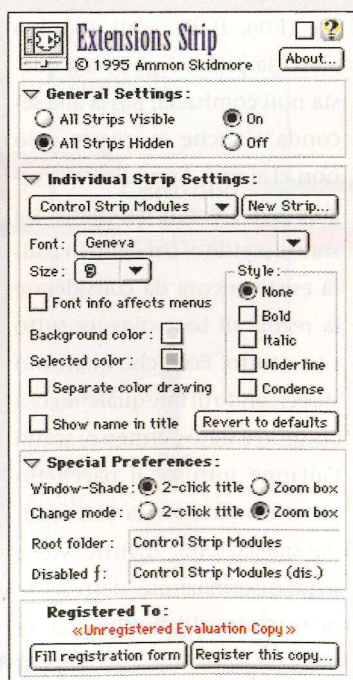 Extensions Strip
© 1995 Ammon Skidmore
About...
General Settings:
All Strips Visible On
All Strips Hidden Off
Individual Strip Settings:
Control Strip Modules New Strip...
Font: Geneva
Size: 9 Style:
None
Font info affects menus Bold
Italic
Background color:
Selected color: Underline
Separate color drawing Condense
Show name in title Revert to defaults
Special Preferences:
Window-Shade: 2-click title Zoom box
Change mode: 2-click title Zoom box
Root folder: Control Strip Modules
Disabled ƒ: Control Strip Modules (dis.)
Registered To:
«Unregistered Evaluation Copy»
Fill registration form Register this copy...